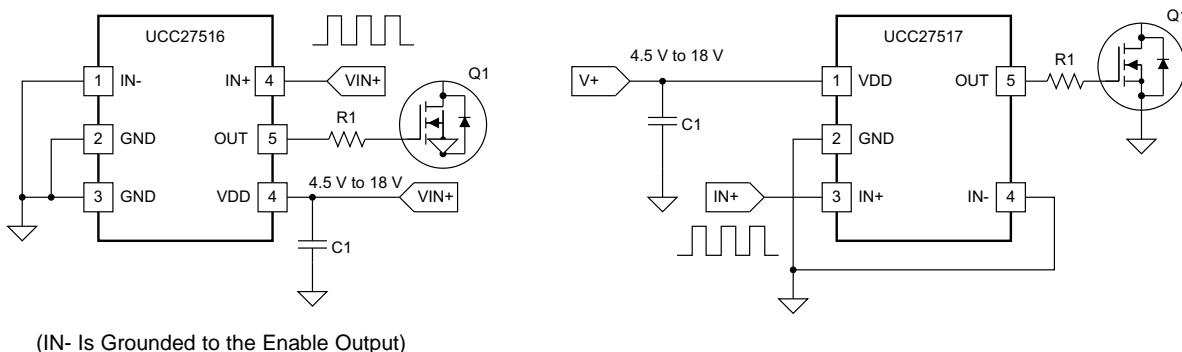 UCC27516
1 IN- IN+ 4 VIN+
Q1
R1
2 GND OUT 5
4.5 V to 18 V
3 GND VDD 4 VIN+
C1
(IN- Is Grounded to the Enable Output)
Q1
UCC27517
4.5 V to 18 V
R1
V+ 1 VDD OUT 5
C1
2 GND
IN+ 3 IN+ IN- 4